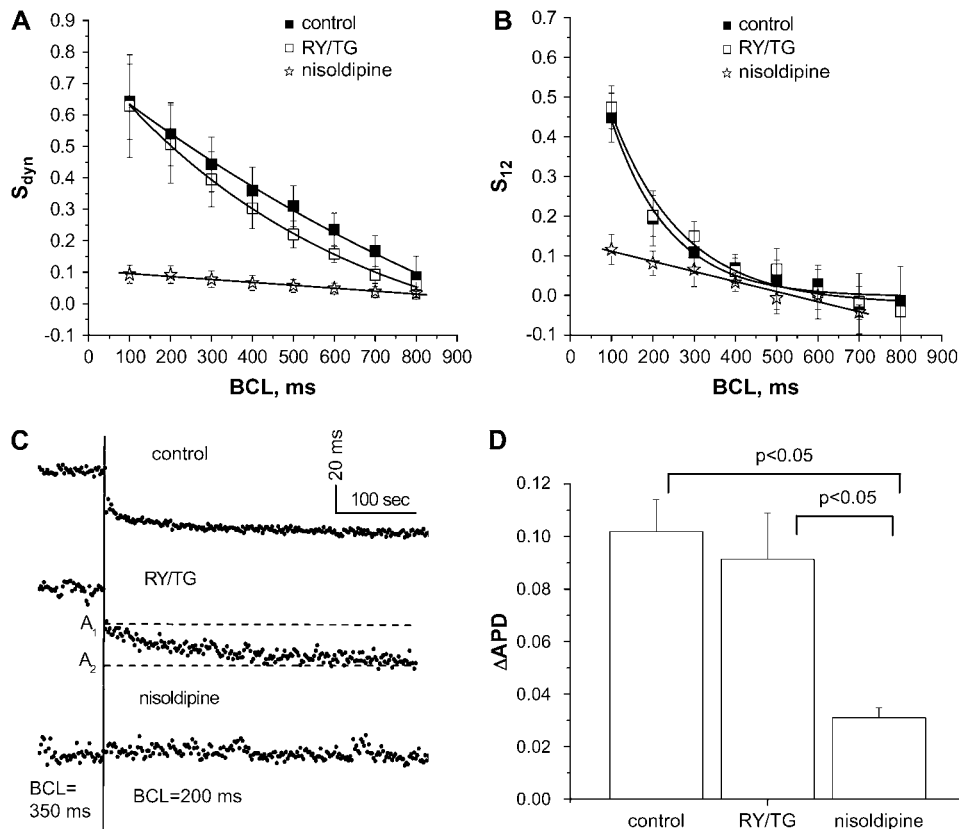 A
control
RY/TG
nisoldipine
S_dyn
0.9
0.8
0.7
0.6
0.5
0.4
0.3
0.2
0.1
0.0
-0.1
0 100 200 300 400 500 600 700 800 900
BCL, ms
B
control
RY/TG
nisoldipine
S_12
0.7
0.6
0.5
0.4
0.3
0.2
0.1
0.0
-0.1
0 100 200 300 400 500 600 700 800 900
BCL, ms
C
control
20 ms
100 sec
RY/TG
A_1
A_2
nisoldipine
BCL=
350 ms
BCL=200 ms
D
p<0.05
p<0.05
ΔAPD
0.12
0.10
0.08
0.06
0.04
0.02
0.00
control RY/TG nisoldipine